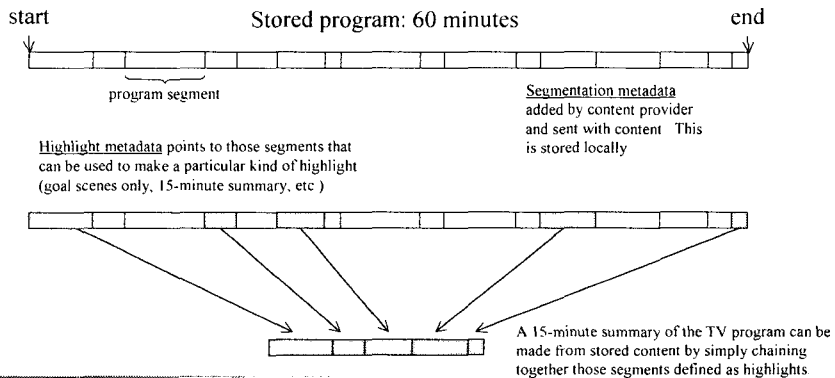 start
Stored program: 60 minutes
end
program segment
Segmentation metadata
added by content provider
and sent with content This
is stored locally
Highlight metadata points to those segments that
can be used to make a particular kind of highlight
(goal scenes only, 15-minute summary, etc )
A 15-minute summary of the TV program can be
made from stored content by simply chaining
together those segments defined as highlights